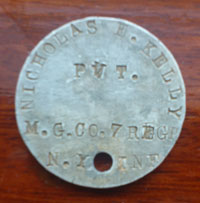 NICHOLAS E. KELLY
PVT.
M.G.CO.7 REG
N.Y INF